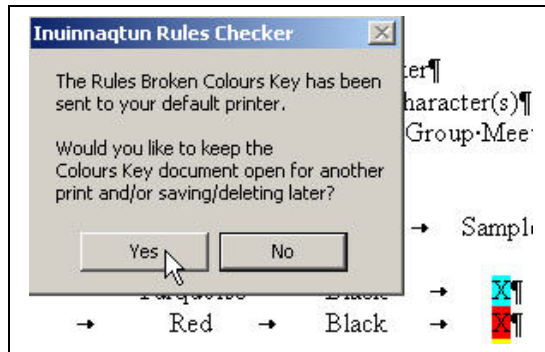 Inuinnaqtun Rules Checker
The Rules Broken Colours Key has been
sent to your default printer.
Would you like to keep the
Colours Key document open for another
print and/or saving/deleting later?
Yes No
haracter(s)¶
Group·Mee
→ Sample
Black → X¶
→ Red → Black → X¶